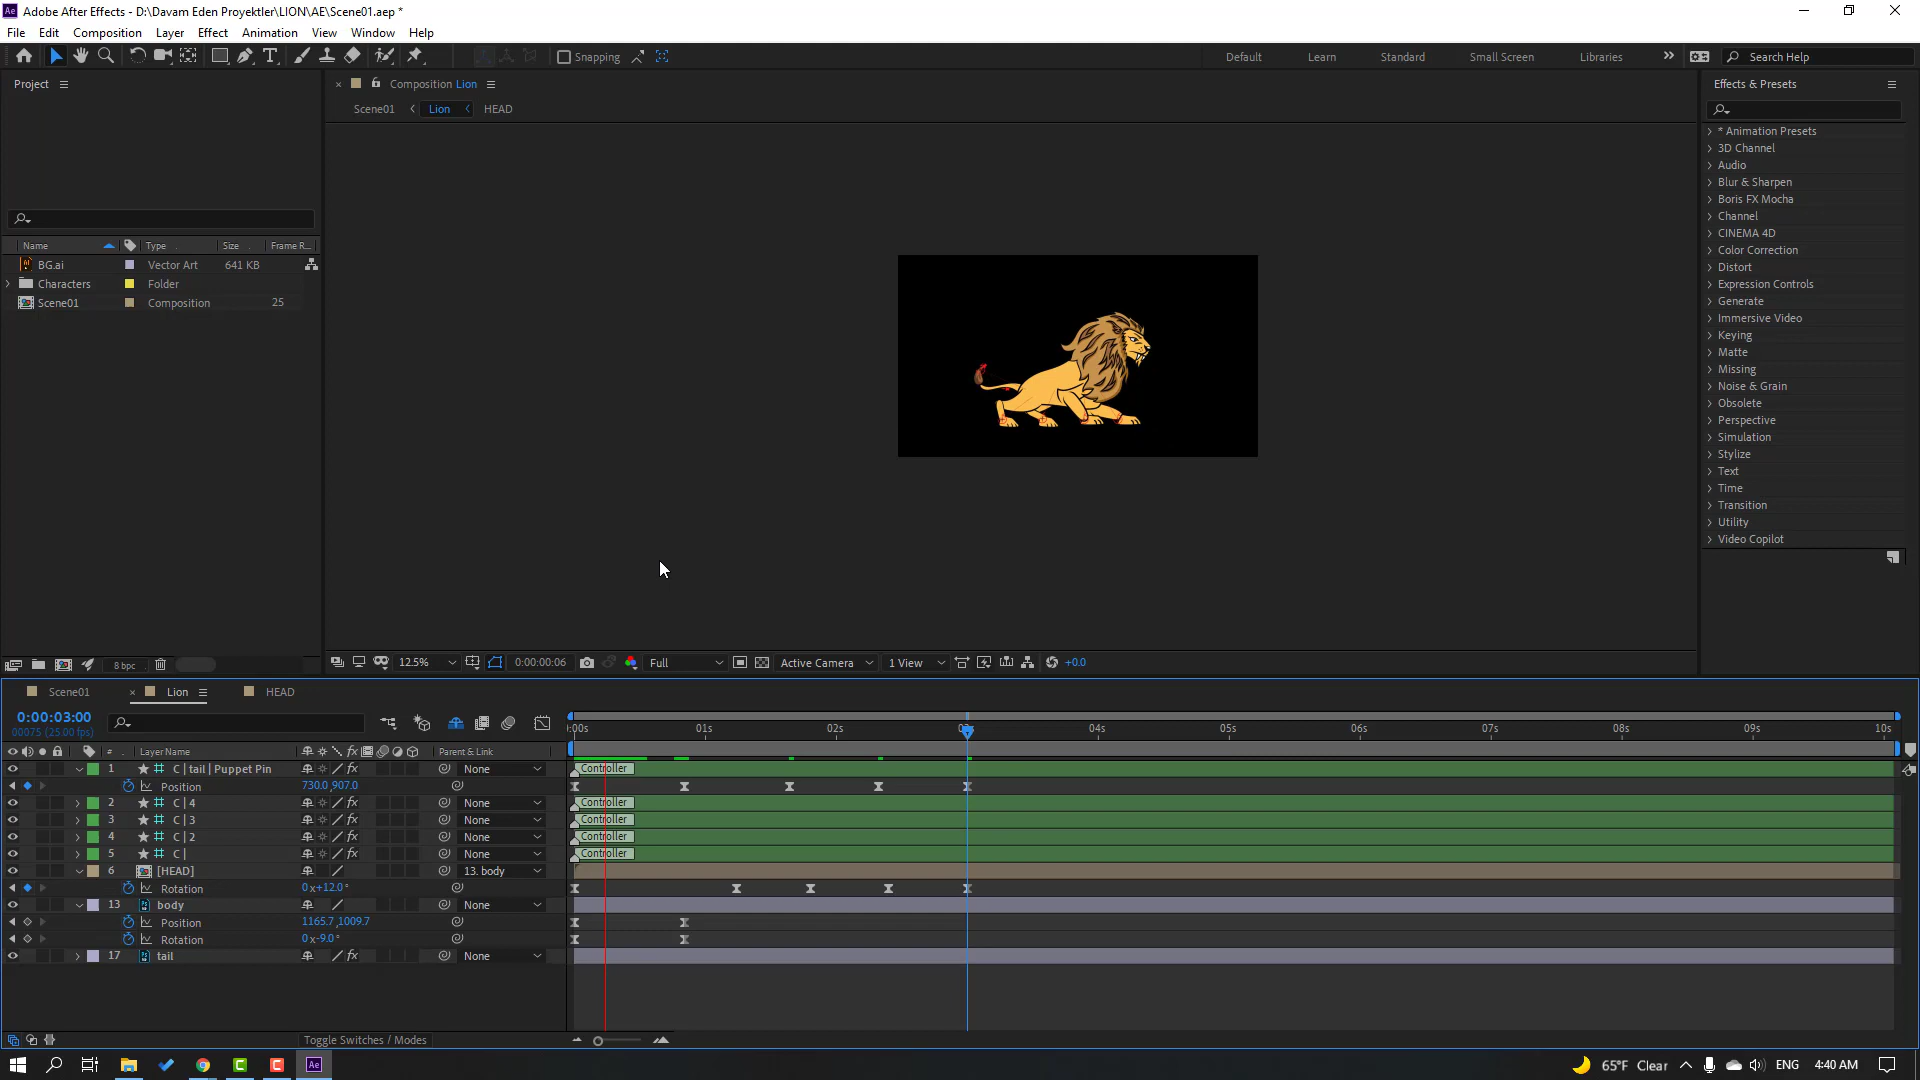 Adobe After Effects - D:\Davam Eden Proyektler\LION\AE\Scene01.aep *
File Edit Composition Layer Effect Animation View Window Help
Snapping Default Learn Standard Small Screen Libraries Search Help
Project
Composition Lion
Scene01 Lion HEAD
Name Type Size Frame R...
BG.ai Vector Art 641 KB
Characters Folder
Scene01 Composition 25
8 bpc
12.5% 0:00:00:06 Full Active Camera 1 View +0.0
Effects & Presets
* Animation Presets
3D Channel
Audio
Blur & Sharpen
Boris FX Mocha
Channel
CINEMA 4D
Color Correction
Distort
Expression Controls
Generate
Immersive Video
Keying
Matte
Missing
Noise & Grain
Obsolete
Perspective
Simulation
Stylize
Text
Time
Transition
Utility
Video Copilot
Scene01 Lion HEAD
0:00:03:00
00075 (25.00 fps)
:00s 01s 02s 04s 05s 06s 07s 08s 09s 10s
# Layer Name Parent & Link
1 C | tail | Puppet Pin None Controller
Position 730.0,907.0
2 C | 4 None Controller
3 C | 3 None Controller
4 C | 2 None Controller
5 C | None Controller
6 [HEAD] 13. body
Rotation 0x+12.0°
13 body None
Position 1165.7,1009.7
Rotation 0x-9.0°
17 tail None
Toggle Switches / Modes
Ae 65°F Clear ENG 4:40 AM